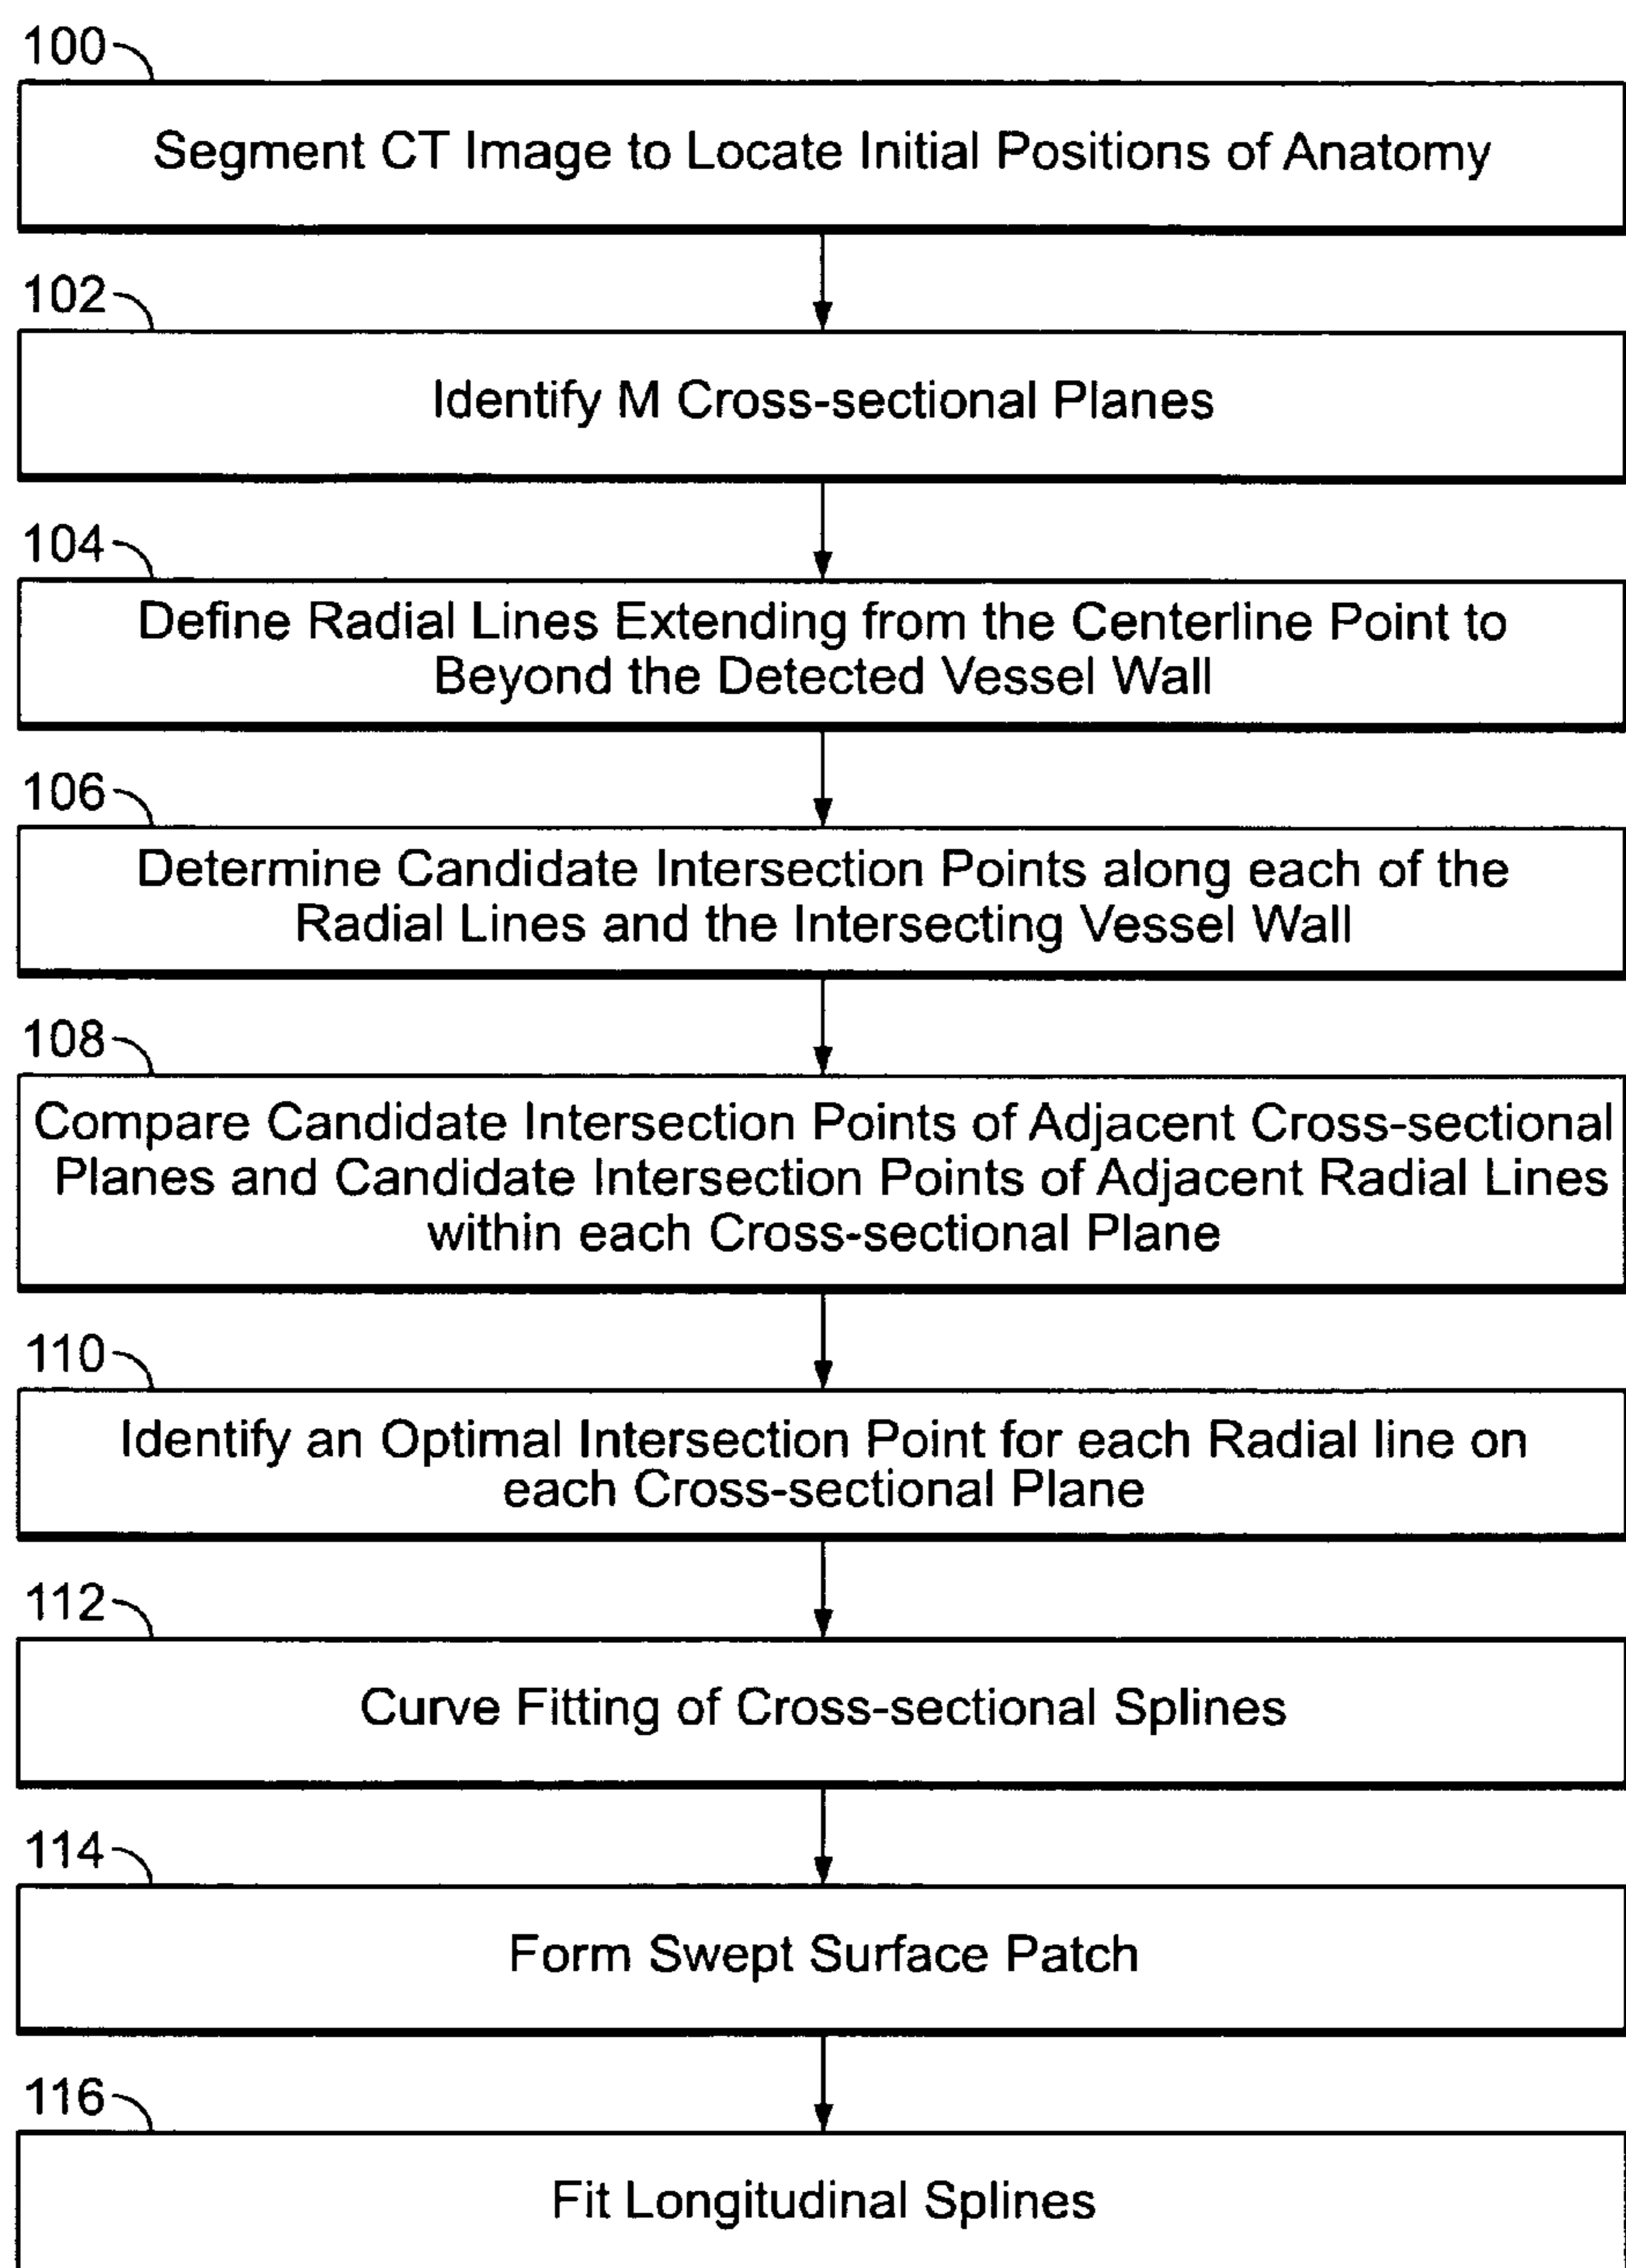 100
Segment CT Image to Locate Initial Positions of Anatomy
102
Identify M Cross-sectional Planes
104
Define Radial Lines Extending from the Centerline Point to
Beyond the Detected Vessel Wall
106
Determine Candidate Intersection Points along each of the
Radial Lines and the Intersecting Vessel Wall
108
Compare Candidate Intersection Points of Adjacent Cross-sectional
Planes and Candidate Intersection Points of Adjacent Radial Lines
within each Cross-sectional Plane
110
Identify an Optimal Intersection Point for each Radial line on
each Cross-sectional Plane
112
Curve Fitting of Cross-sectional Splines
114
Form Swept Surface Patch
116
Fit Longitudinal Splines